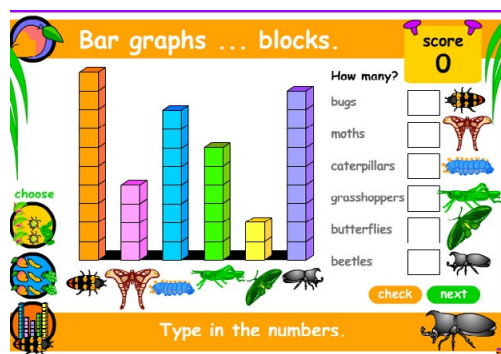 Bar graphs ... blocks.
score
0
How many?
bugs
moths
caterpillars
choose
grasshoppers
butterflies
beetles
check next
Type in the numbers.